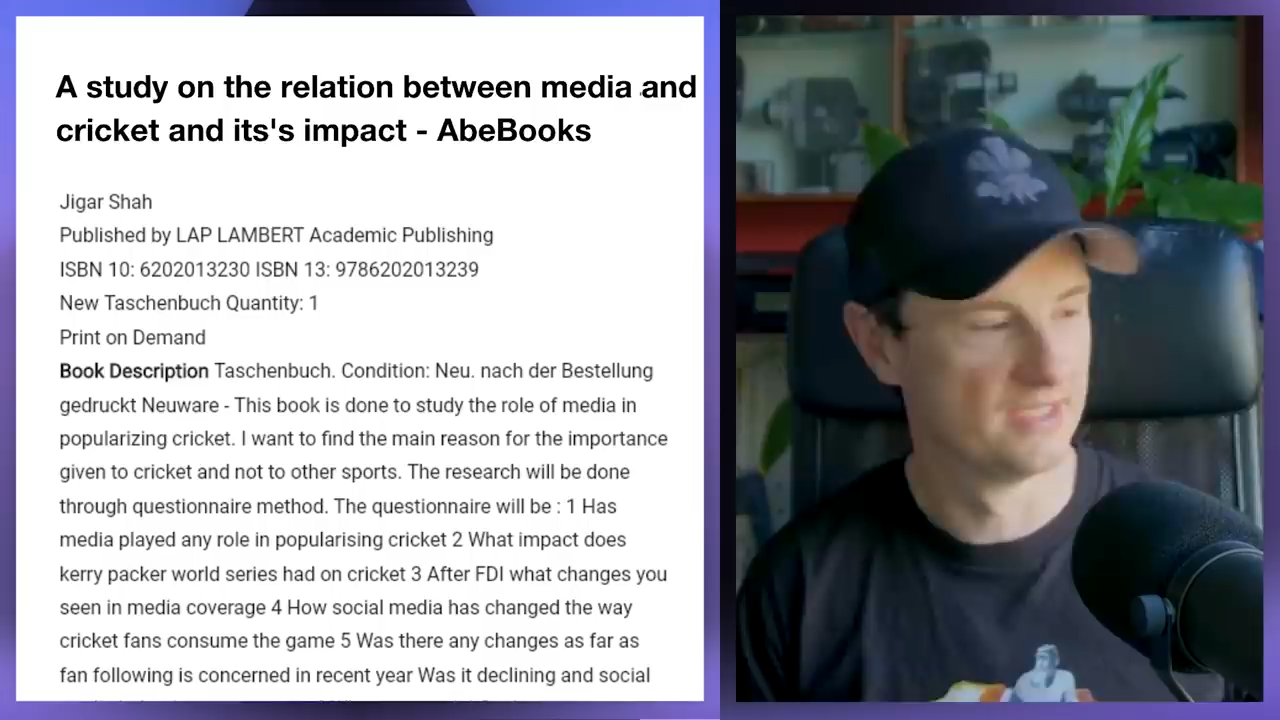 A study on the relation between media and
cricket and its's impact - AbeBooks
Jigar Shah
Published by LAP LAMBERT Academic Publishing
ISBN 10: 6202013230 ISBN 13: 9786202013239
New Taschenbuch Quantity: 1
Print on Demand
Book Description Taschenbuch. Condition: Neu. nach der Bestellung
gedruckt Neuware - This book is done to study the role of media in
popularizing cricket. I want to find the main reason for the importance
given to cricket and not to other sports. The research will be done
through questionnaire method. The questionnaire will be : 1 Has
media played any role in popularising cricket 2 What impact does
kerry packer world series had on cricket 3 After FDI what changes you
seen in media coverage 4 How social media has changed the way
cricket fans consume the game 5 Was there any changes as far as
fan following is concerned in recent year Was it declining and social